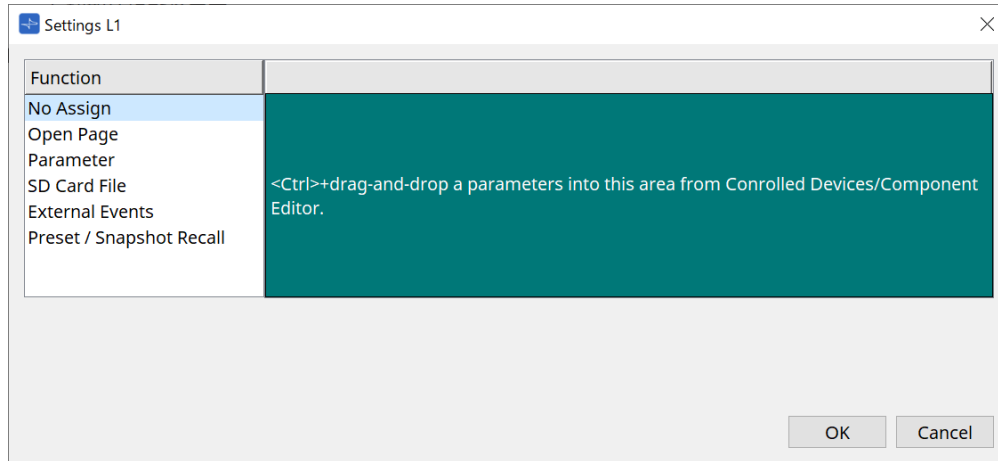 Settings L1
Function
No Assign
Open Page
Parameter
SD Card File
External Events
Preset / Snapshot Recall
<Ctrl>+drag-and-drop a parameters into this area from Conrolled Devices/Component
Editor.
OK
Cancel